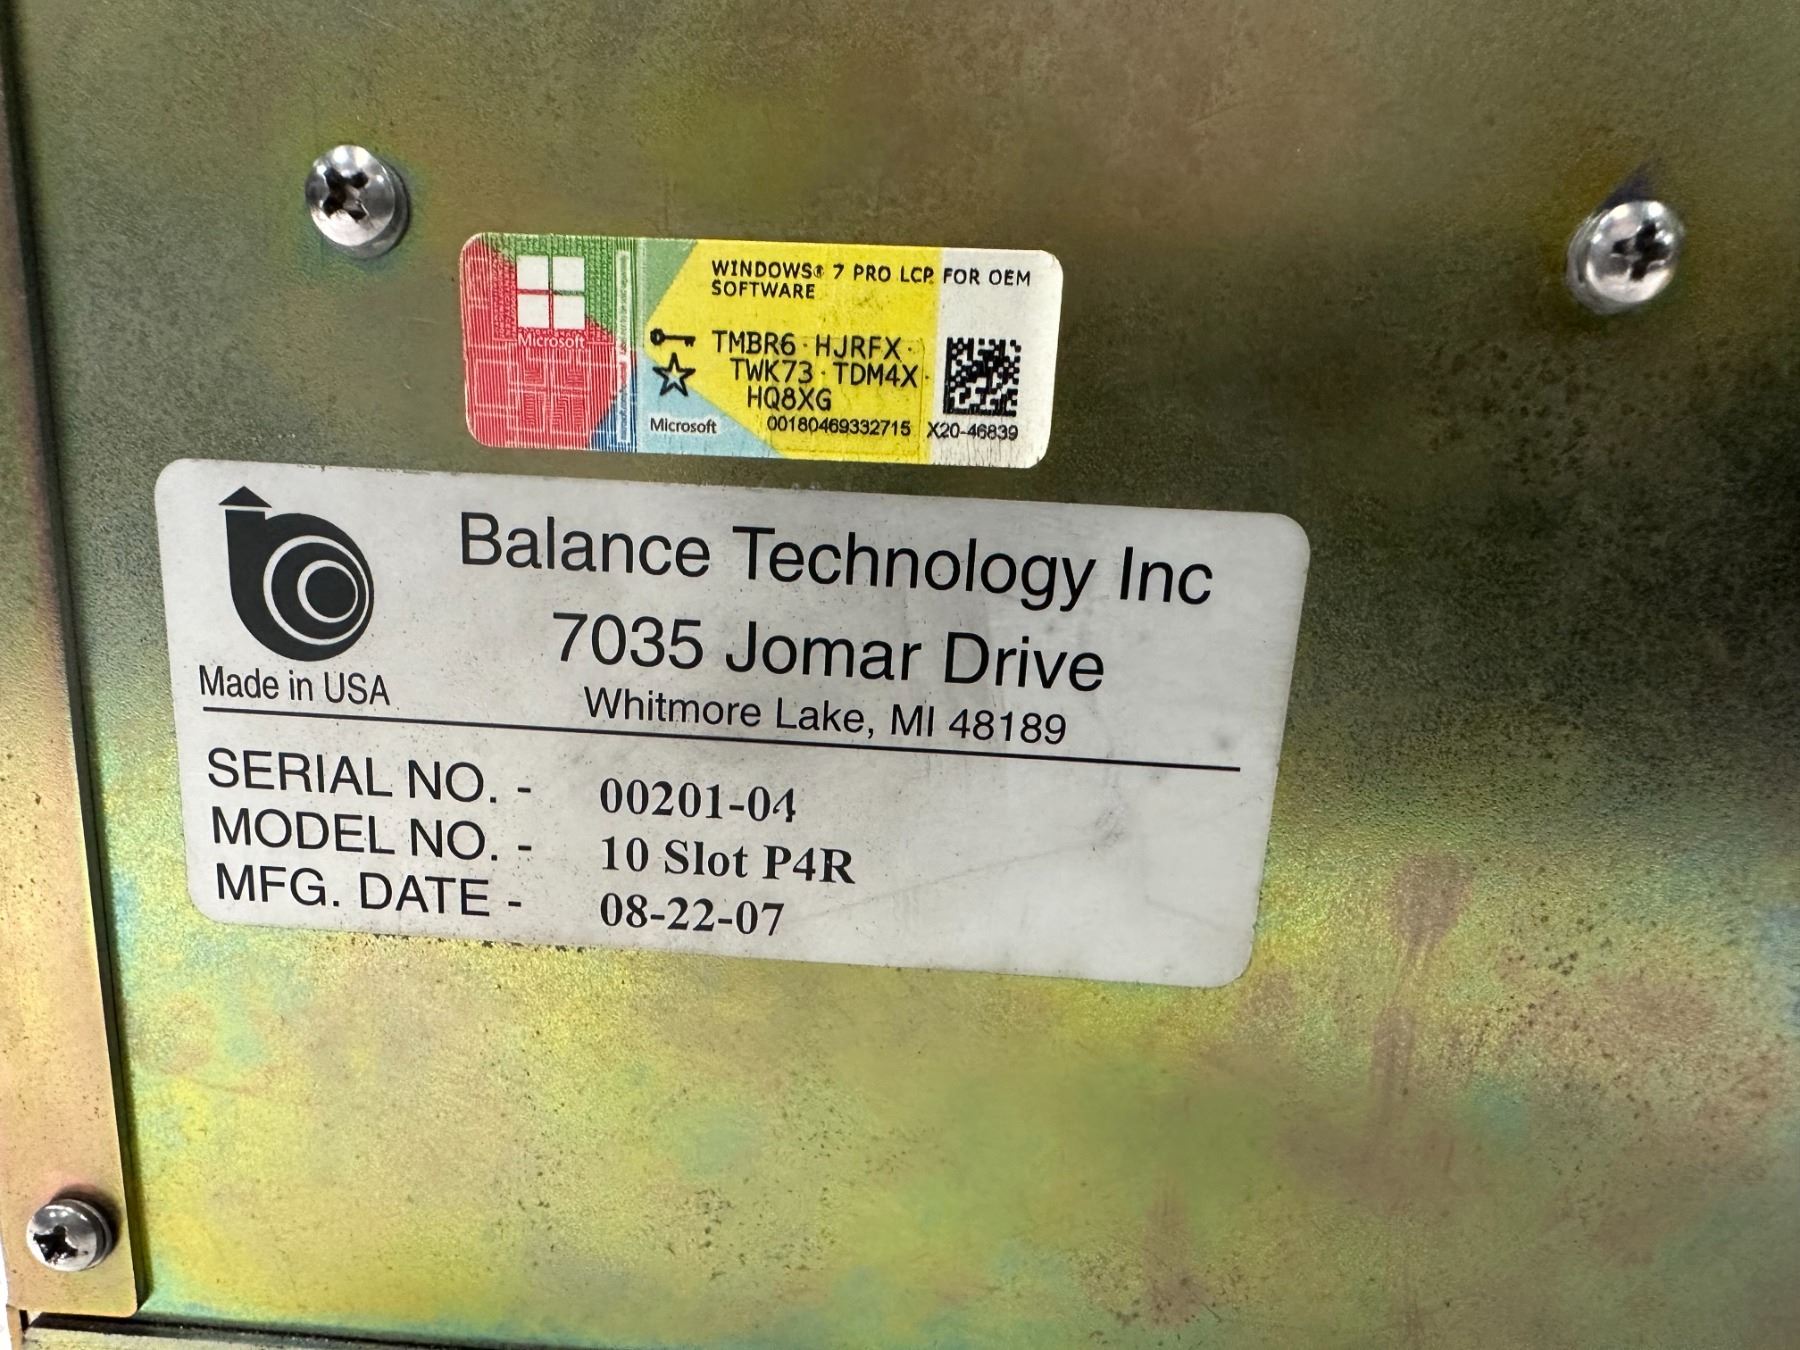 WINDOWS® 7 PRO LCP FOR OEM
SOFTWARE
Microsoft
TMBR6-HJRFX-
TWK73-TDM4X-
HQ8XG
Microsoft
00180469332715 X20-46839
Balance Technology Inc
7035 Jomar Drive
Whitmore Lake, MI 48189
Made in USA
SERIAL NO. - 00201-04
MODEL NO. - 10 Slot P4R
MFG. DATE - 08-22-07